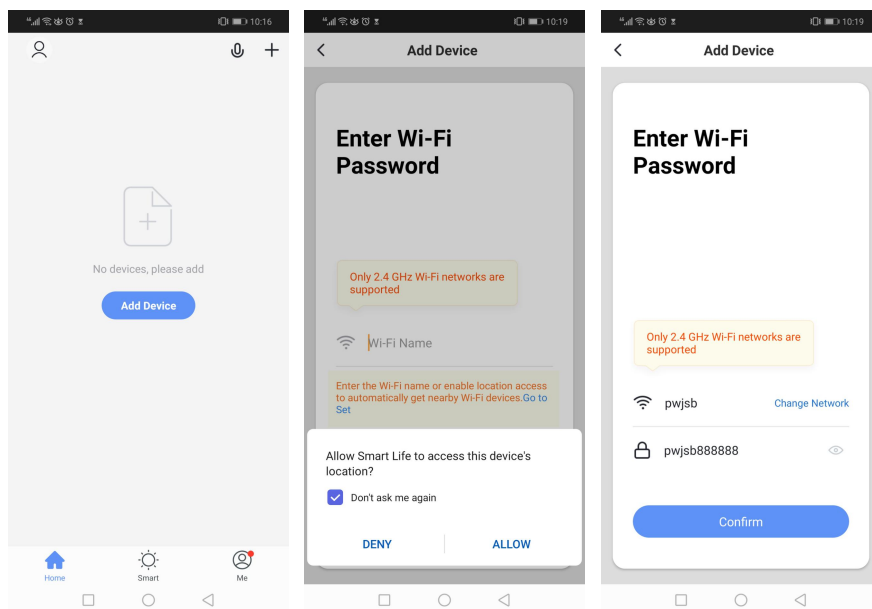 10:16
No devices, please add
Add Device
Home
Smart
Me
10:19
Add Device
Enter Wi-Fi
Password
Only 2.4 GHz Wi-Fi networks are
supported
Wi-Fi Name
Enter the Wi-Fi name or enable location access
to automatically get nearby Wi-Fi devices.Go to
Set
Allow Smart Life to access this device's
location?
Don't ask me again
DENY
ALLOW
10:19
Add Device
Enter Wi-Fi
Password
Only 2.4 GHz Wi-Fi networks are
supported
pwjsb
Change Network
pwjsb888888
Confirm